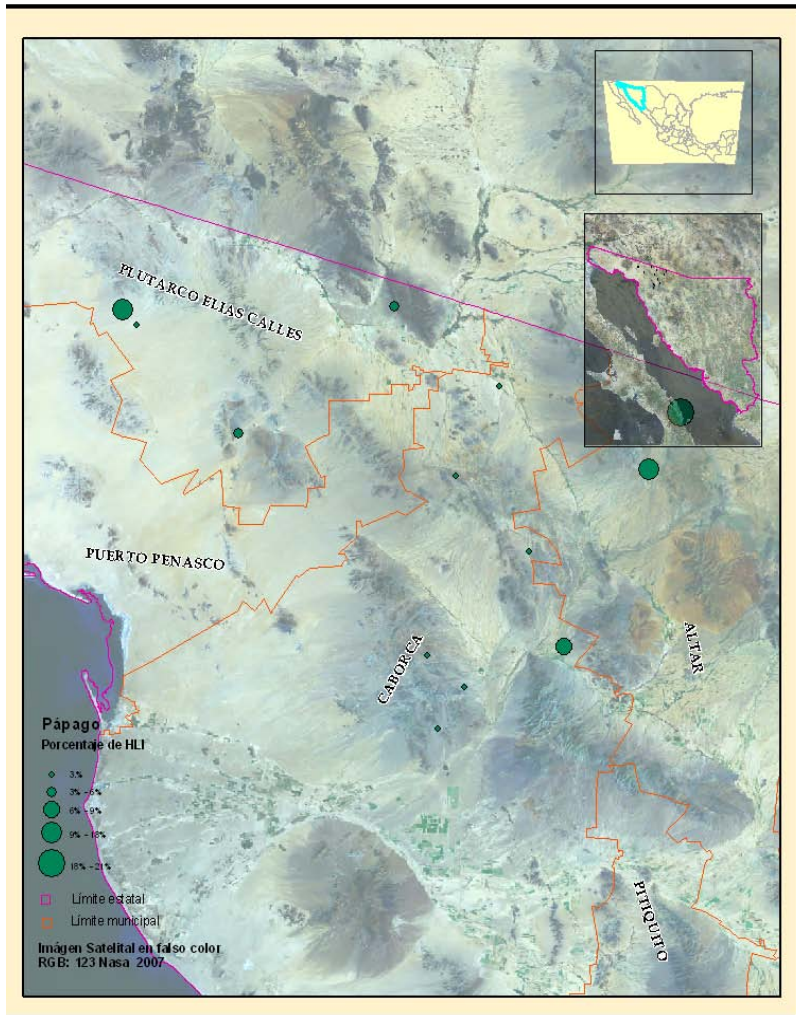 PLUTARCO ELIAS CALLES
PUERTO PENASCO
CABORCA
ALTAR
PITIQUITO
Pápago
Porcentaje de HLI
3%
3% - 6%
6% - 9%
9% - 18%
18% - 21%
Límite estatal
Límite municipal
Imágen Satelital en falso color
RGB: 123 Nasa 2007